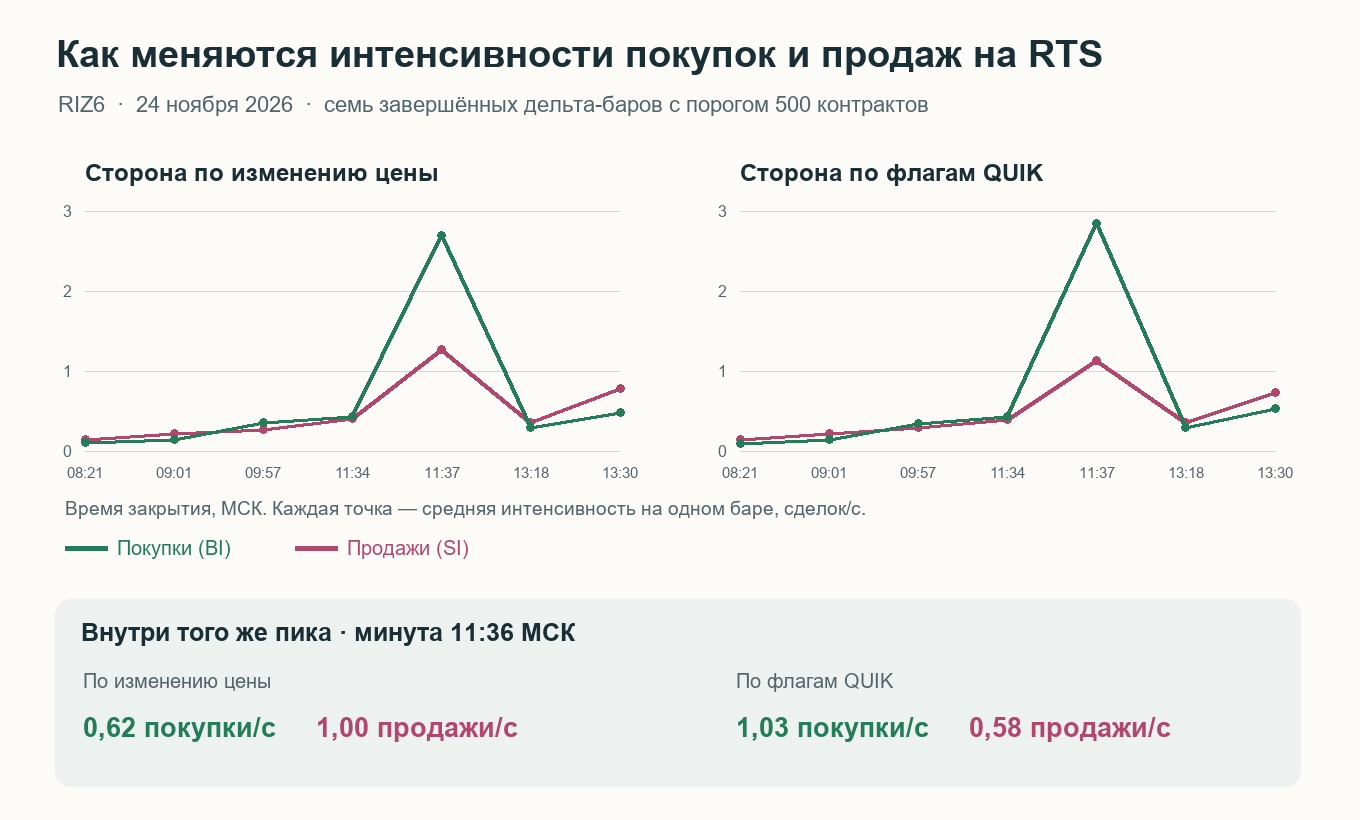 Как меняются интенсивности покупок и продаж на RTS
RIZ6 · 24 ноября 2026 · семь завершённых дельта-баров с порогом 500 контрактов
Сторона по изменению цены
3
2
1
0
08:21 09:01 09:57 11:34 11:37 13:18 13:30
Сторона по флагам QUIK
3
2
1
0
08:21 09:01 09:57 11:34 11:37 13:18 13:30
Время закрытия, МСК. Каждая точка — средняя интенсивность на одном баре, сделок/с.
Покупки (BI) Продажи (SI)
Внутри того же пика · минута 11:36 МСК
По изменению цены
0,62 покупки/с 1,00 продажи/с
По флагам QUIK
1,03 покупки/с 0,58 продажи/с